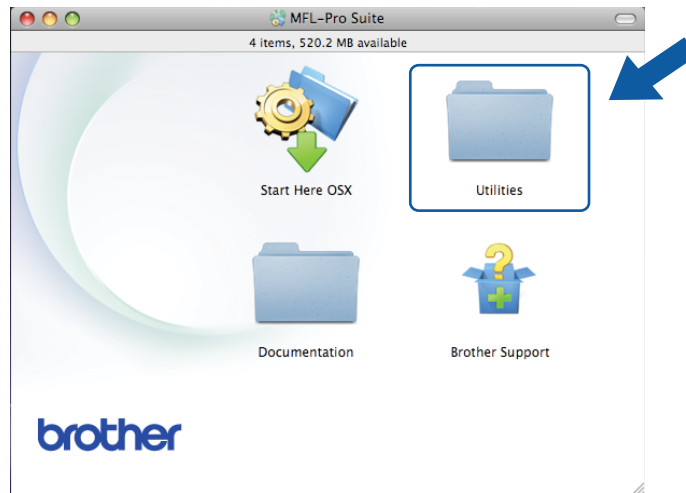 MFL-Pro Suite
4 items, 520.2 MB available
Start Here OSX
Utilities
Documentation
Brother Support
brother